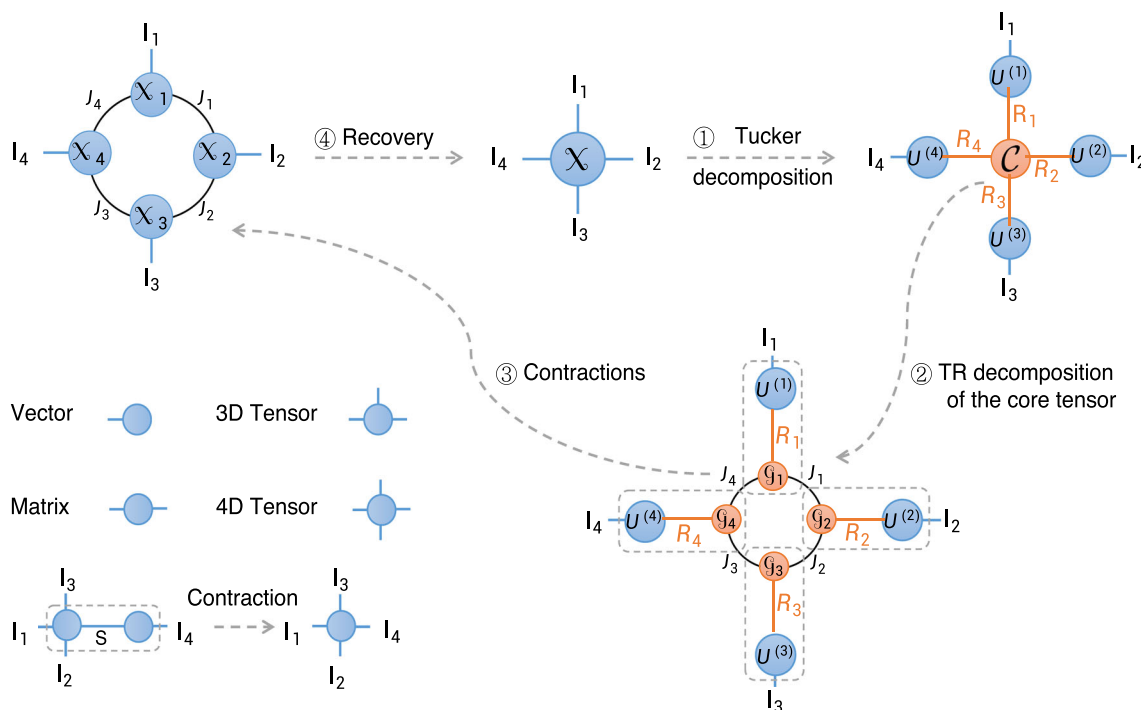 I₁
𝒳₁
J₄ J₁
I₄ 𝒳₄ 𝒳₂ I₂
J₃ J₂
𝒳₃
I₃
④ Recovery
I₁
I₄ 𝒳 I₂
I₃
① Tucker
decomposition
I₁
U⁽¹⁾
R₁
I₄ U⁽⁴⁾ R₄ 𝓒 R₂ U⁽²⁾ I₂
R₃
U⁽³⁾
I₃
② TR decomposition
of the core tensor
③ Contractions
I₁
U⁽¹⁾
R₁
J₄ 𝒢₁ J₁
I₄ U⁽⁴⁾ R₄ 𝒢₄ 𝒢₂ R₂ U⁽²⁾ I₂
J₃ 𝒢₃ J₂
R₃
U⁽³⁾
I₃
Vector 3D Tensor
Matrix 4D Tensor
I₃
I₁ S I₄
I₂
Contraction
I₃
I₁ I₄
I₂